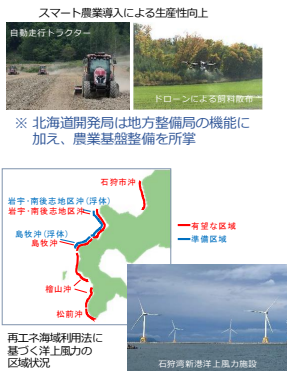 スマート農業導入による生産性向上
自動走行トラクター
ドローンによる飼料散布
※ 北海道開発局は地方整備局の機能に
加え、農業基盤整備を所掌
石狩市沖
岩宇・南後志地区沖(浮体)
岩宇・南後志地区沖
島牧沖(浮体)
島牧沖
檜山沖
松前沖
有望な区域
準備区域
再エネ海域利用法に
基づく洋上風力の
区域状況
石狩湾新港洋上風力施設